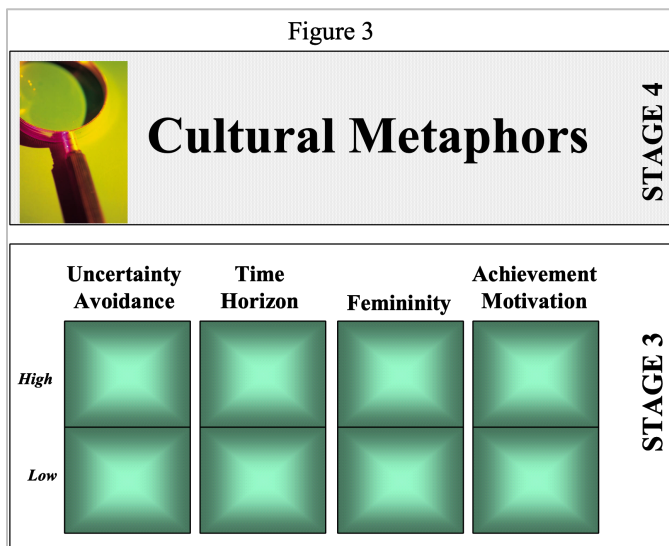 Figure 3
Cultural Metaphors
STAGE 4
Uncertainty
Avoidance
Time
Horizon
Femininity
Achievement
Motivation
High
Low
STAGE 3